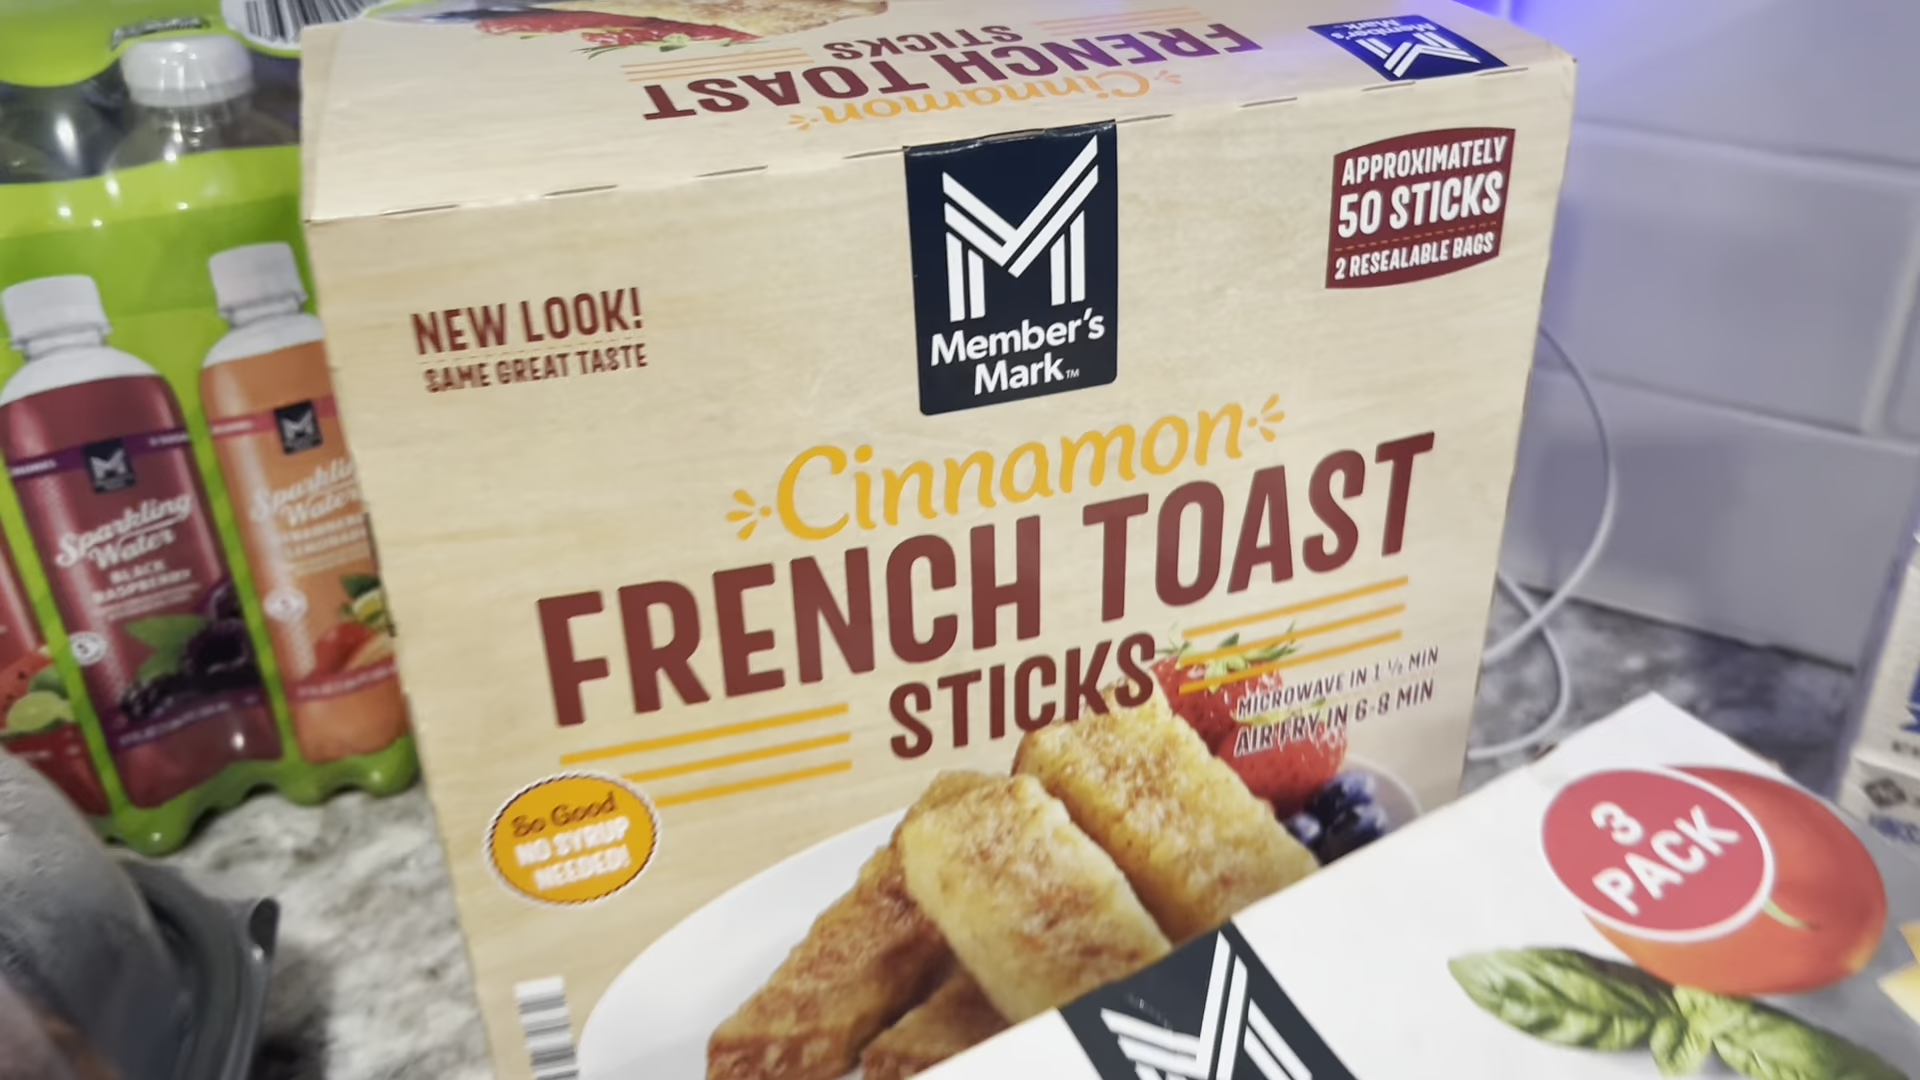 Cinnamon
FRENCH TOAST
STICKS
Member's
Mark
Member's
Mark™
APPROXIMATELY
50 STICKS
2 RESEALABLE BAGS
NEW LOOK!
SAME GREAT TASTE
Cinnamon
FRENCH TOAST
STICKS
MICROWAVE IN 1 ½ MIN
AIR FRY IN 6-8 MIN
So Good
NO SYRUP
NEEDED!
Sparkling
Water
BLACK
RASPBERRY
Sparkling
Water
3
PACK